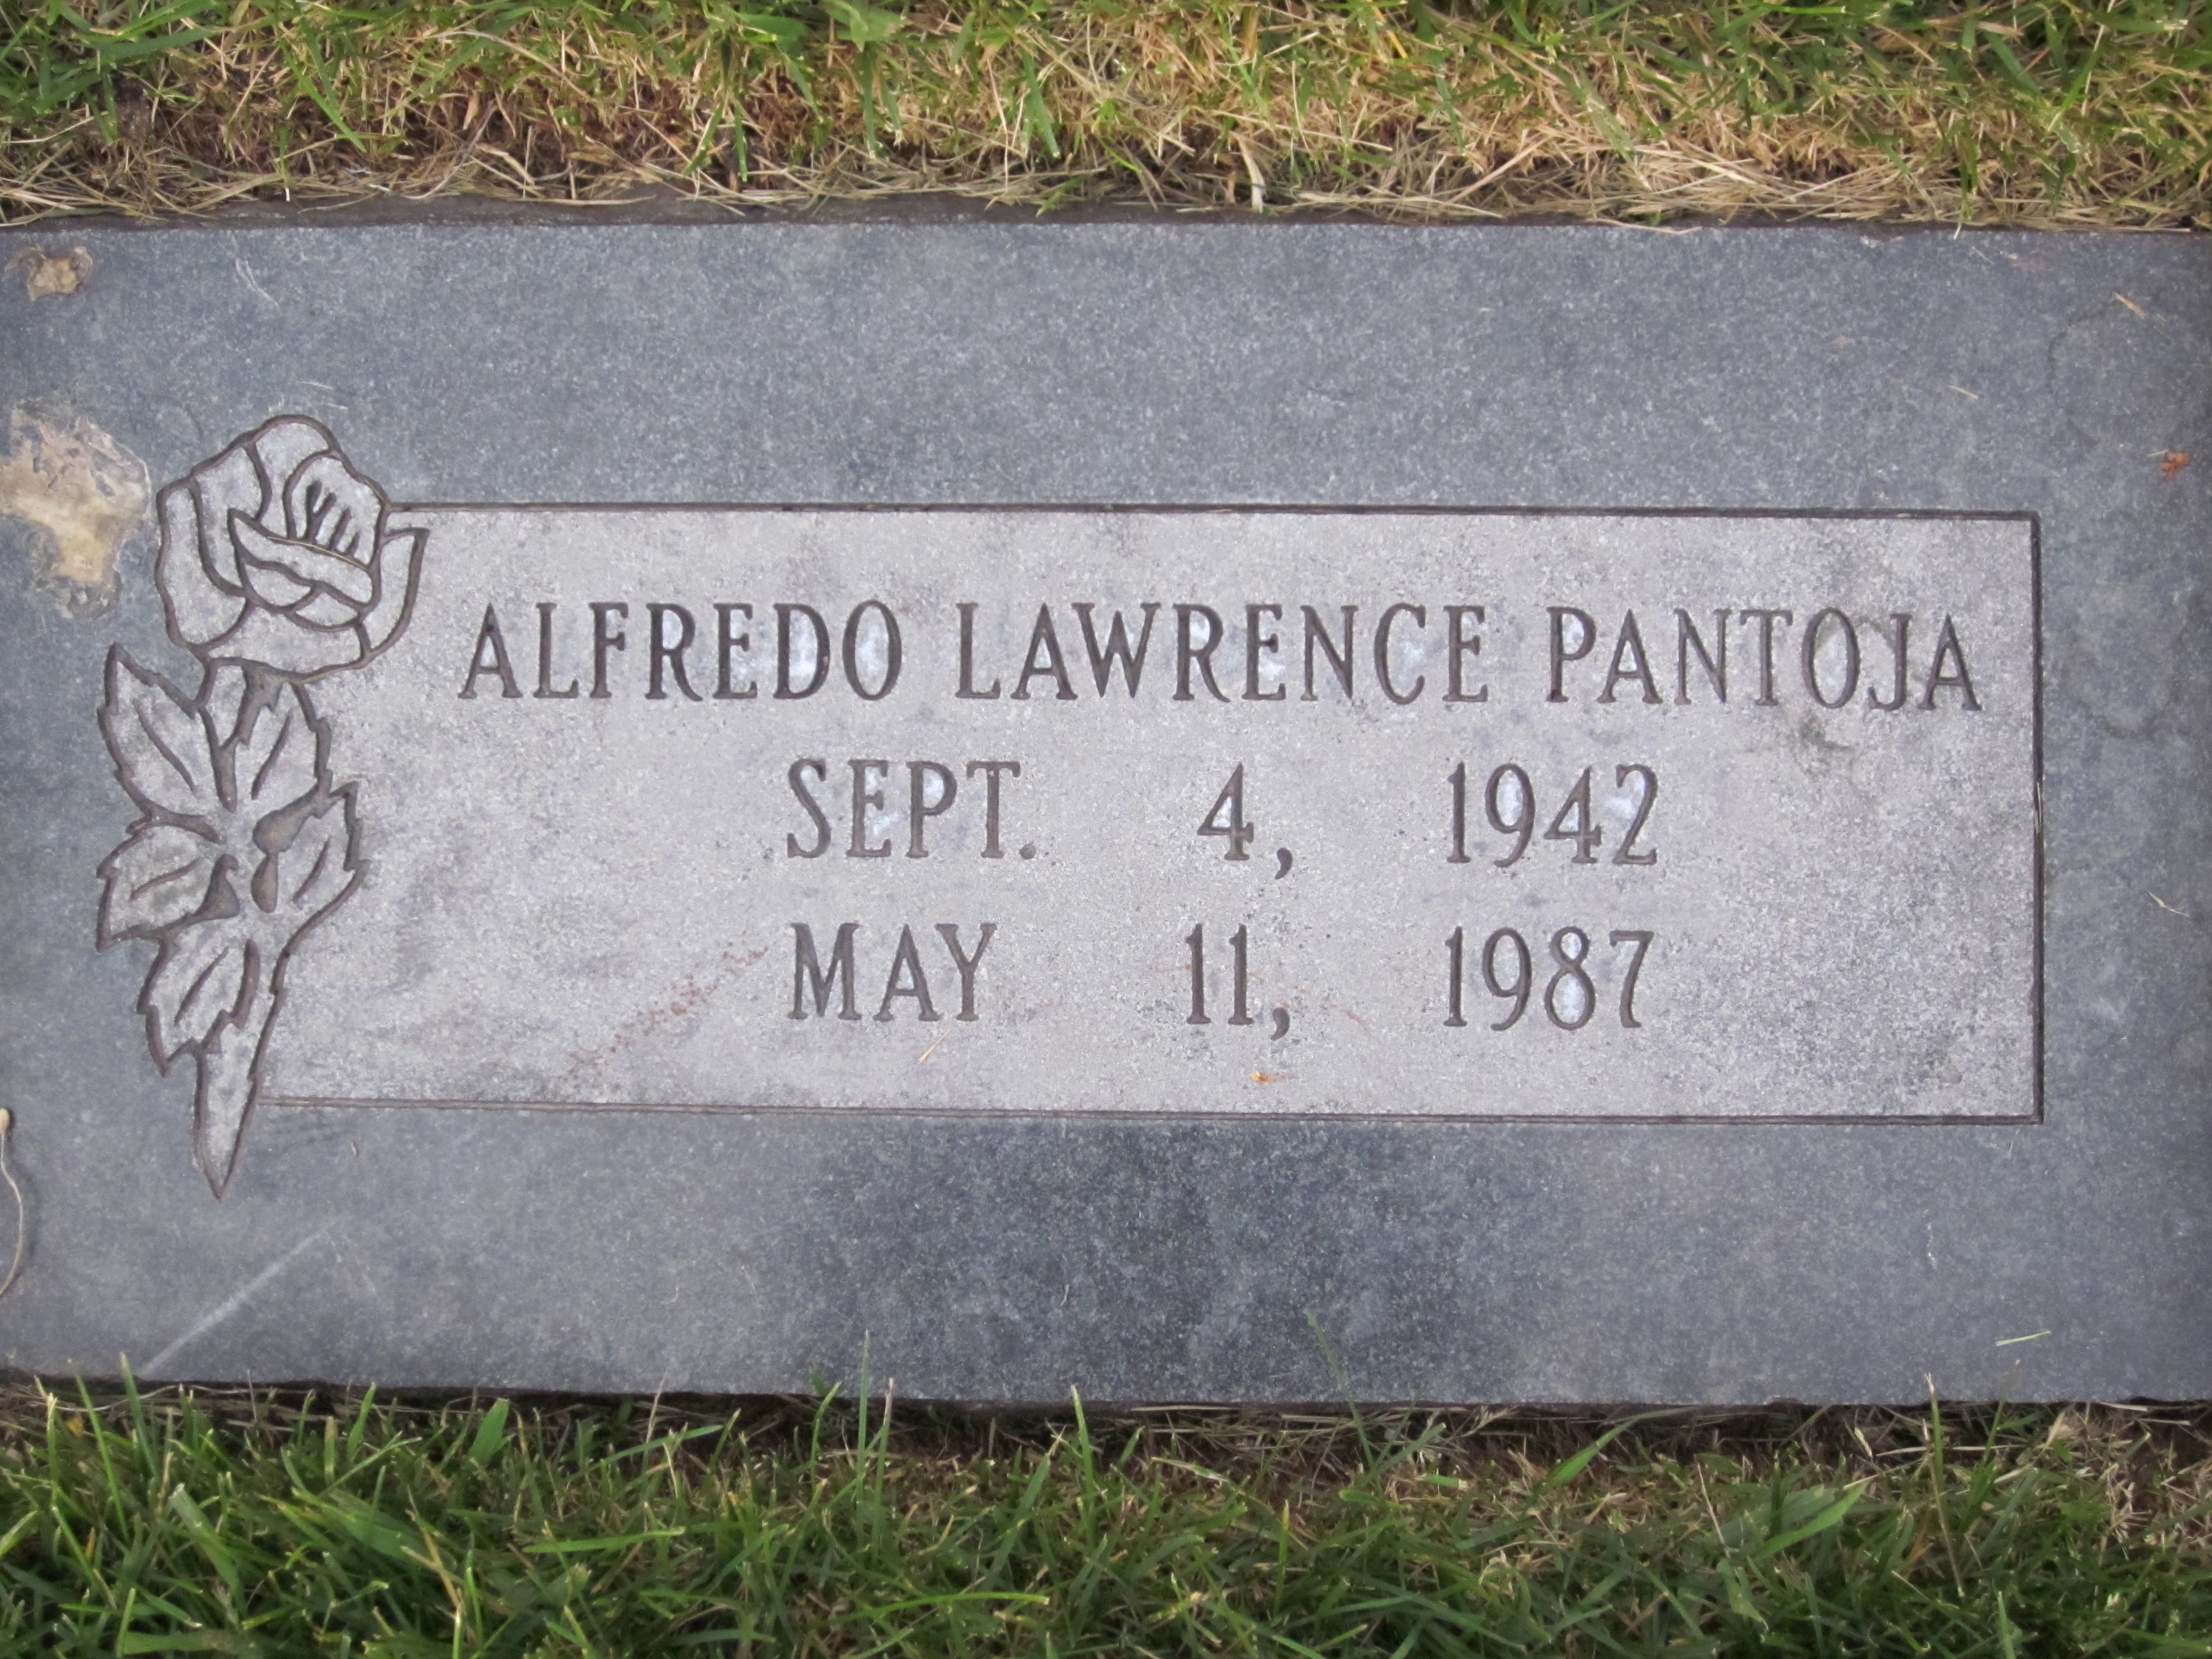 ALFREDO LAWRENCE PANTOJA
SEPT. 4, 1942
MAY 11, 1987